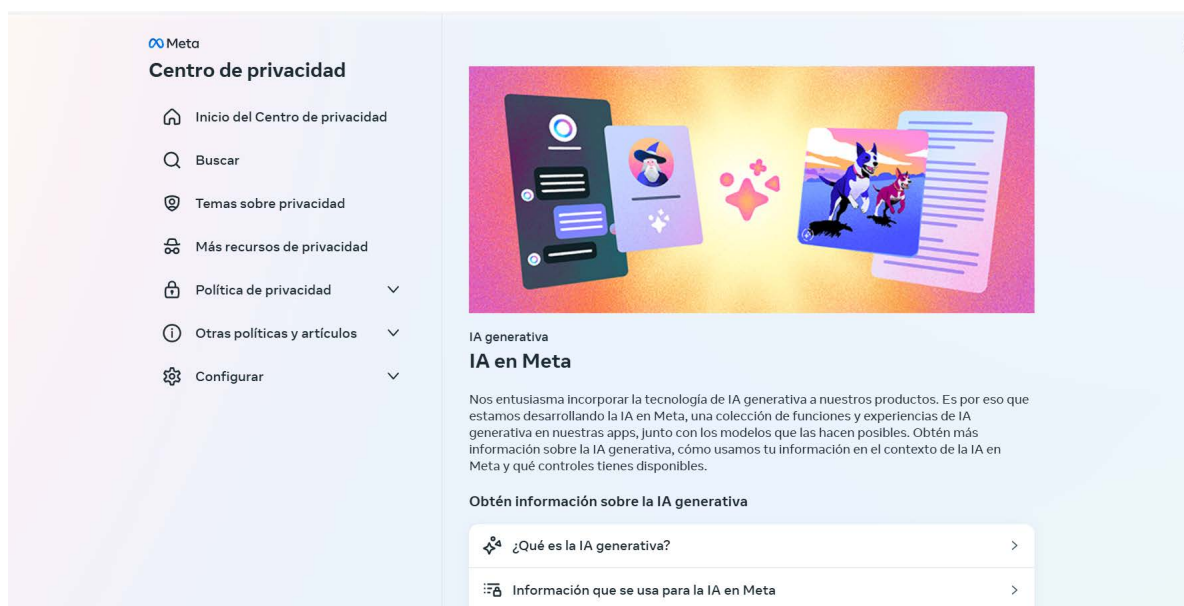 Meta
Centro de privacidad
Inicio del Centro de privacidad
Buscar
Temas sobre privacidad
Más recursos de privacidad
Política de privacidad
Otras políticas y artículos
Configurar
IA generativa
IA en Meta
Nos entusiasma incorporar la tecnología de IA generativa a nuestros productos. Es por eso que
estamos desarrollando la IA en Meta, una colección de funciones y experiencias de IA
generativa en nuestras apps, junto con los modelos que las hacen posibles. Obtén más
información sobre la IA generativa, cómo usamos tu información en el contexto de la IA en
Meta y qué controles tienes disponibles.
Obtén información sobre la IA generativa
¿Qué es la IA generativa?
Información que se usa para la IA en Meta